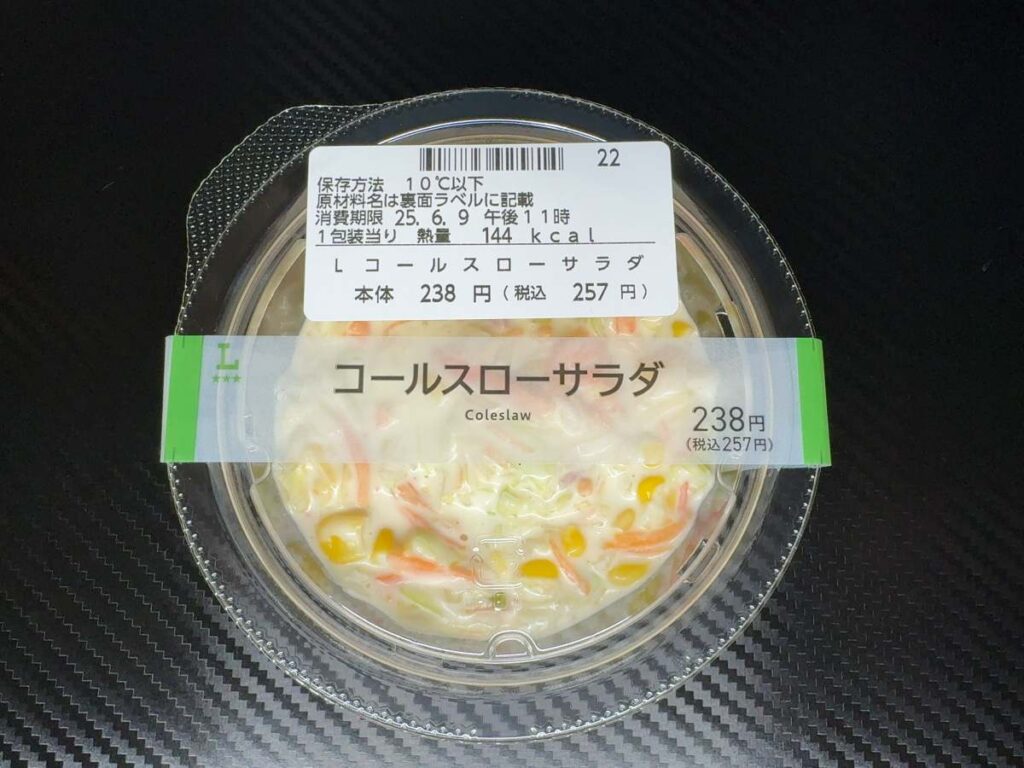 22
保存方法 10℃以下
原材料名は裏面ラベルに記載
消費期限 25. 6. 9 午後11時
1包装当り 熱量 144 kcal
L コールスローサラダ
本体 238 円(税込 257 円)
L
★★★
コールスローサラダ
Coleslaw
238円
(税込257円)